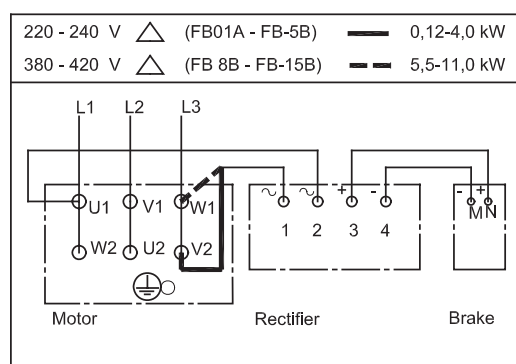 220 - 240 V △ (FB01A - FB-5B) 0,12-4,0 kW
380 - 420 V △ (FB 8B - FB-15B) 5,5-11,0 kW
L1 L2 L3
U1 V1 W1 ~ ~ + - - +
1 2 3 4 M N
W2 U2 V2
Motor Rectifier Brake